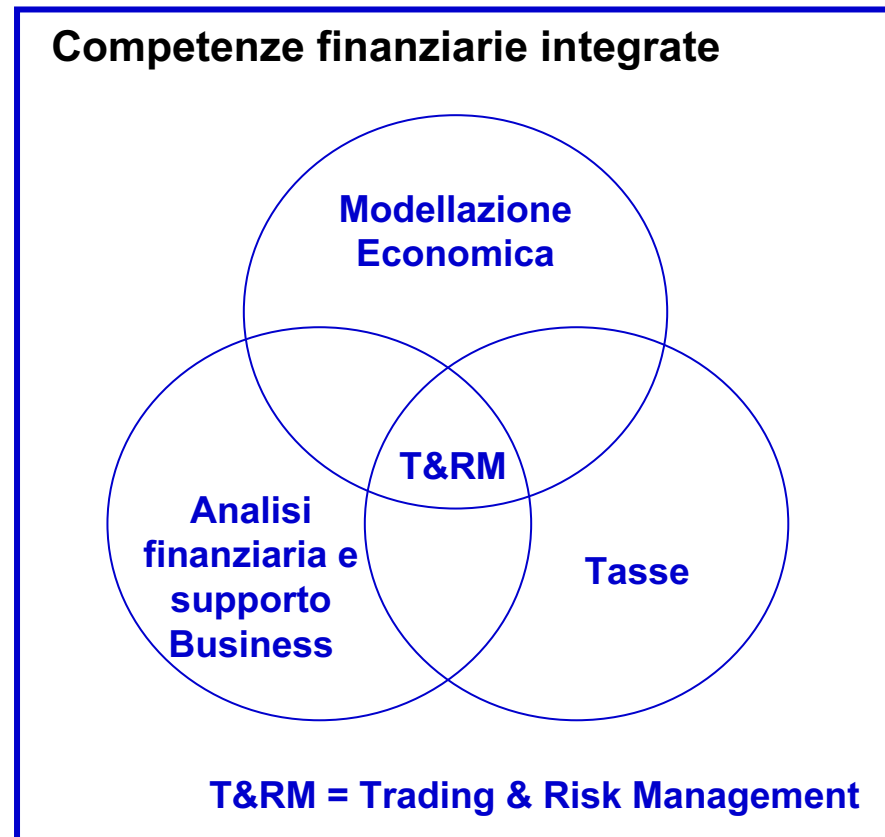 Competenze finanziarie integrate
Modellazione
Economica
T&RM
Analisi
finanziaria e
supporto
Business
Tasse
T&RM = Trading & Risk Management